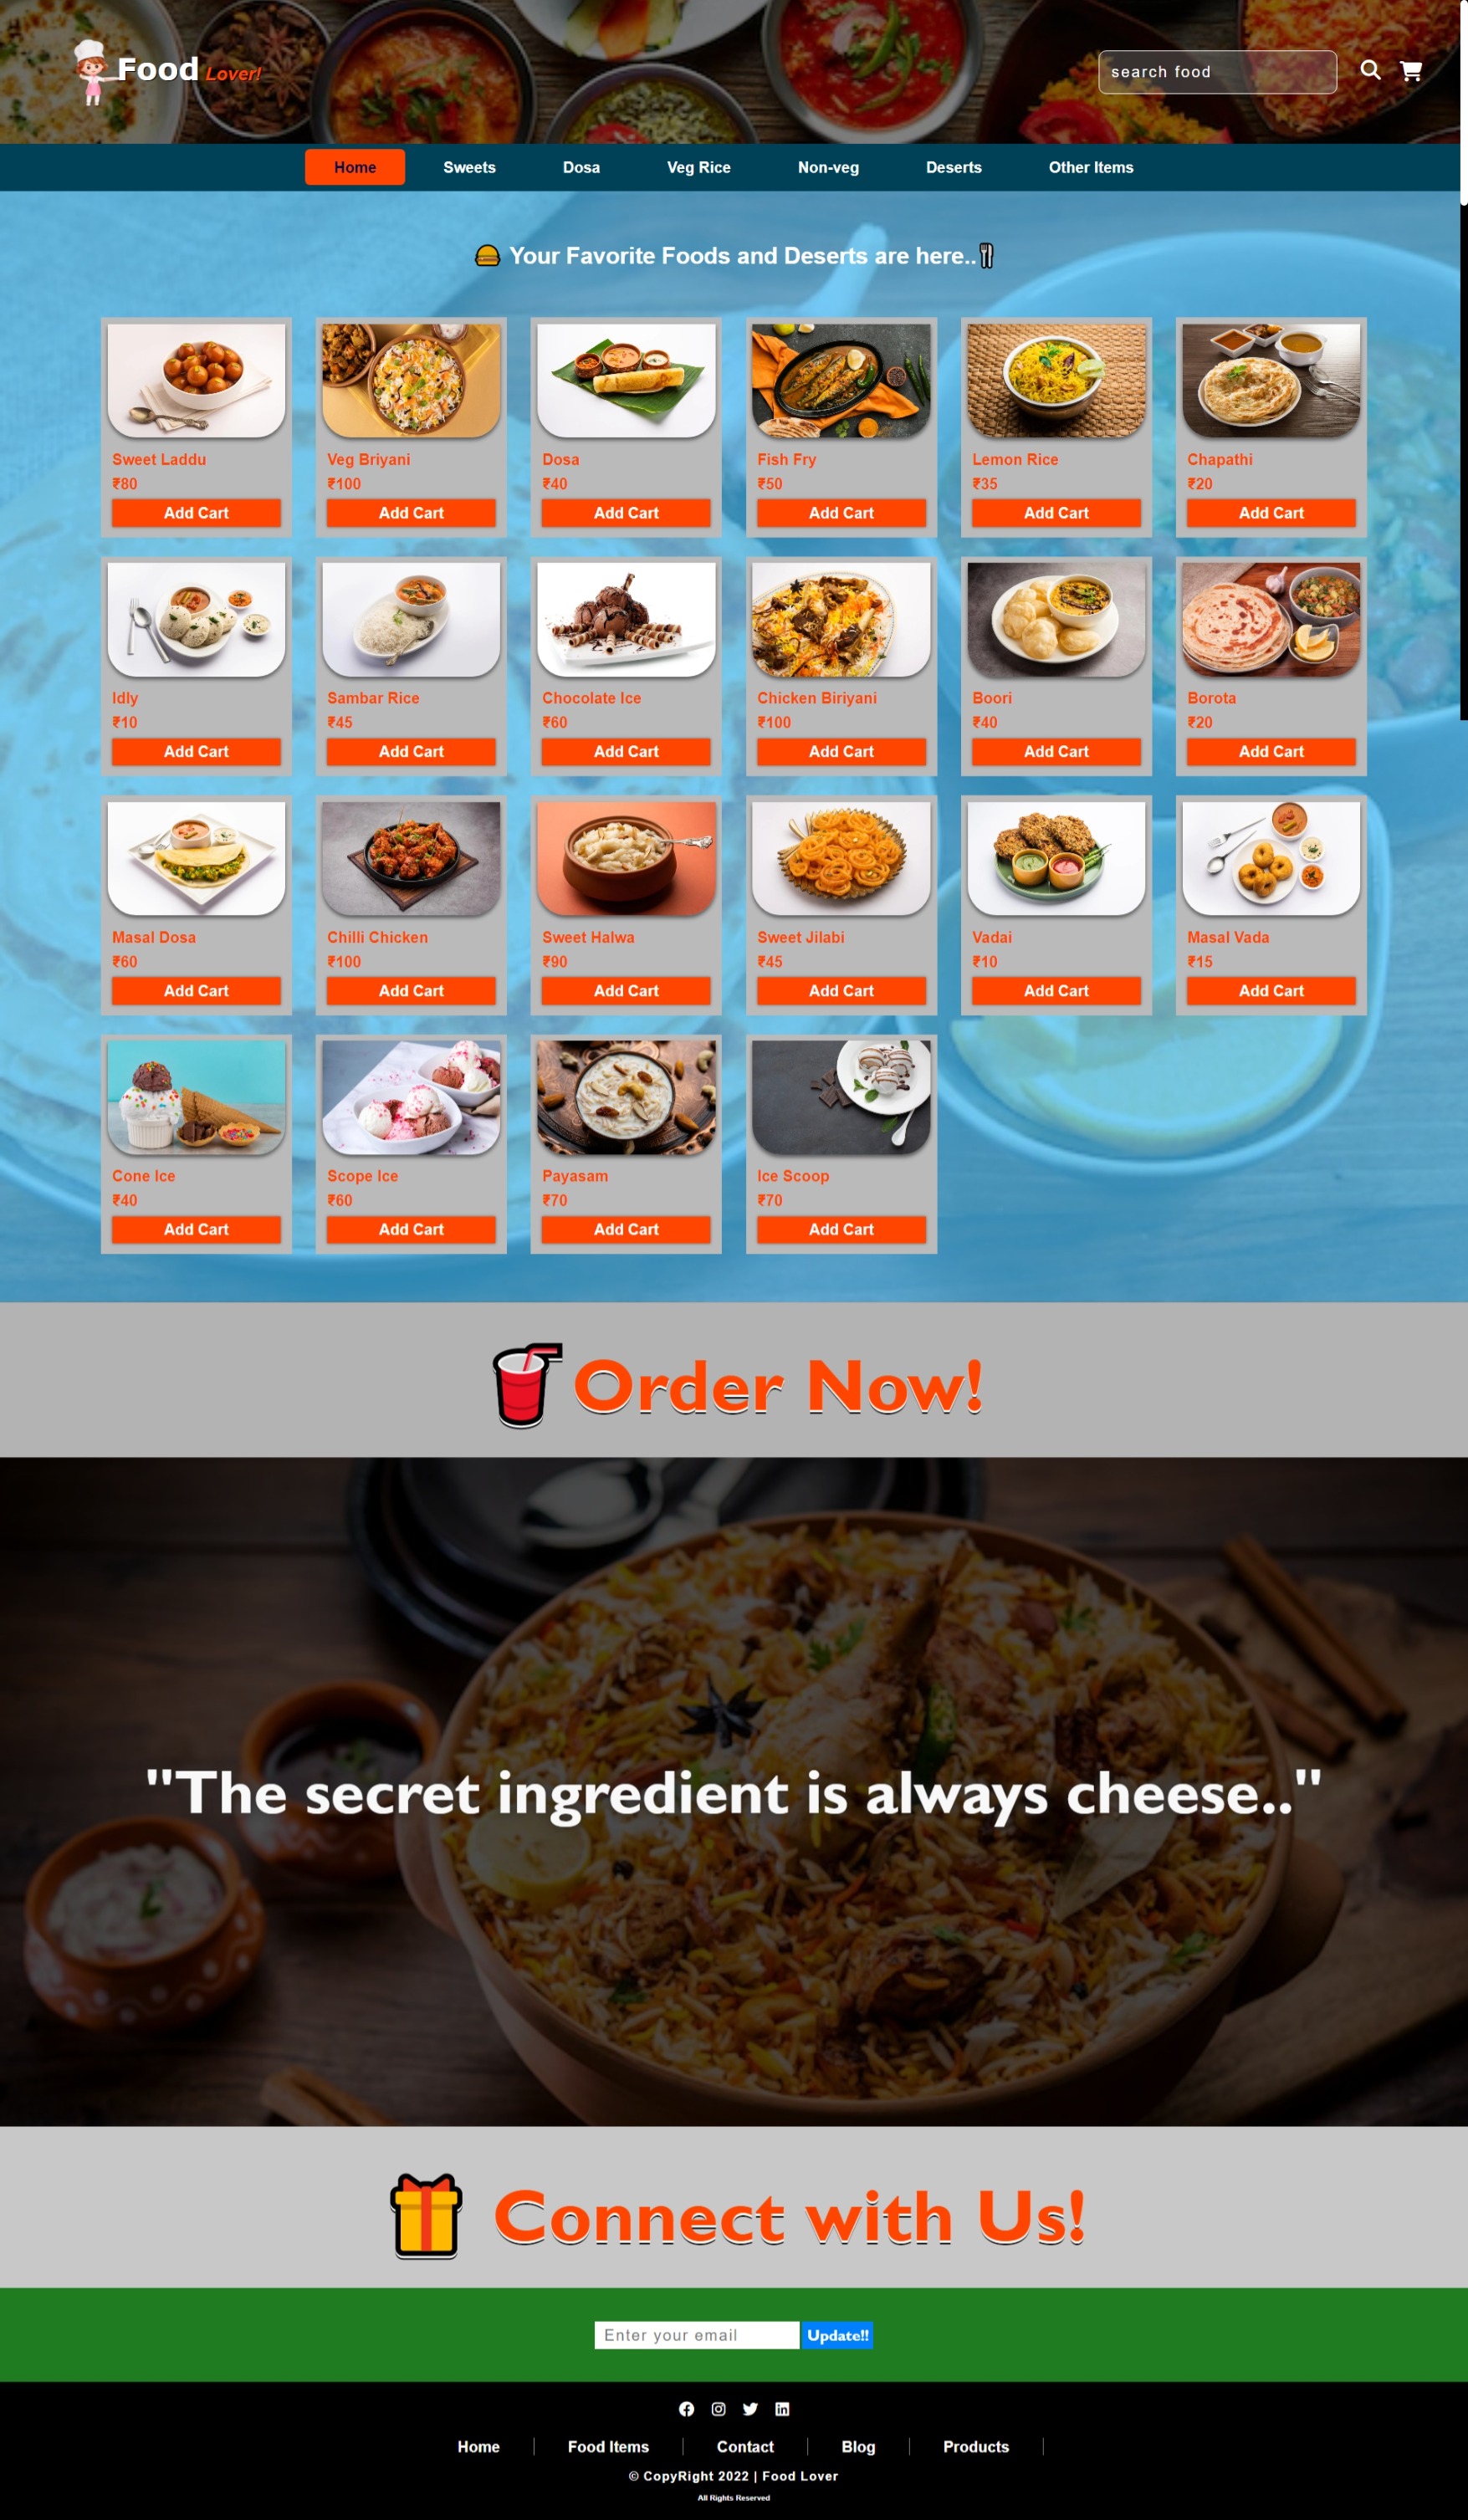 Food Lover!
search food
Home Sweets Dosa Veg Rice Non-veg Deserts Other Items
Your Favorite Foods and Deserts are here..
Sweet Laddu Veg Briyani Dosa Fish Fry Lemon Rice Chapathi
₹80 ₹100 ₹40 ₹50 ₹35 ₹20
Add Cart Add Cart Add Cart Add Cart Add Cart Add Cart
Idly Sambar Rice Chocolate Ice Chicken Biriyani Boori Borota
₹10 ₹45 ₹60 ₹100 ₹40 ₹20
Add Cart Add Cart Add Cart Add Cart Add Cart Add Cart
Masal Dosa Chilli Chicken Sweet Halwa Sweet Jilabi Vadai Masal Vada
₹60 ₹100 ₹90 ₹45 ₹10 ₹15
Add Cart Add Cart Add Cart Add Cart Add Cart Add Cart
Cone Ice Scope Ice Payasam Ice Scoop
₹40 ₹60 ₹70 ₹70
Add Cart Add Cart Add Cart Add Cart
Order Now!
"The secret ingredient is always cheese.."
Connect with Us!
Enter your email Update!!
Home Food Items Contact Blog Products
© CopyRight 2022 | Food Lover
All Rights Reserved